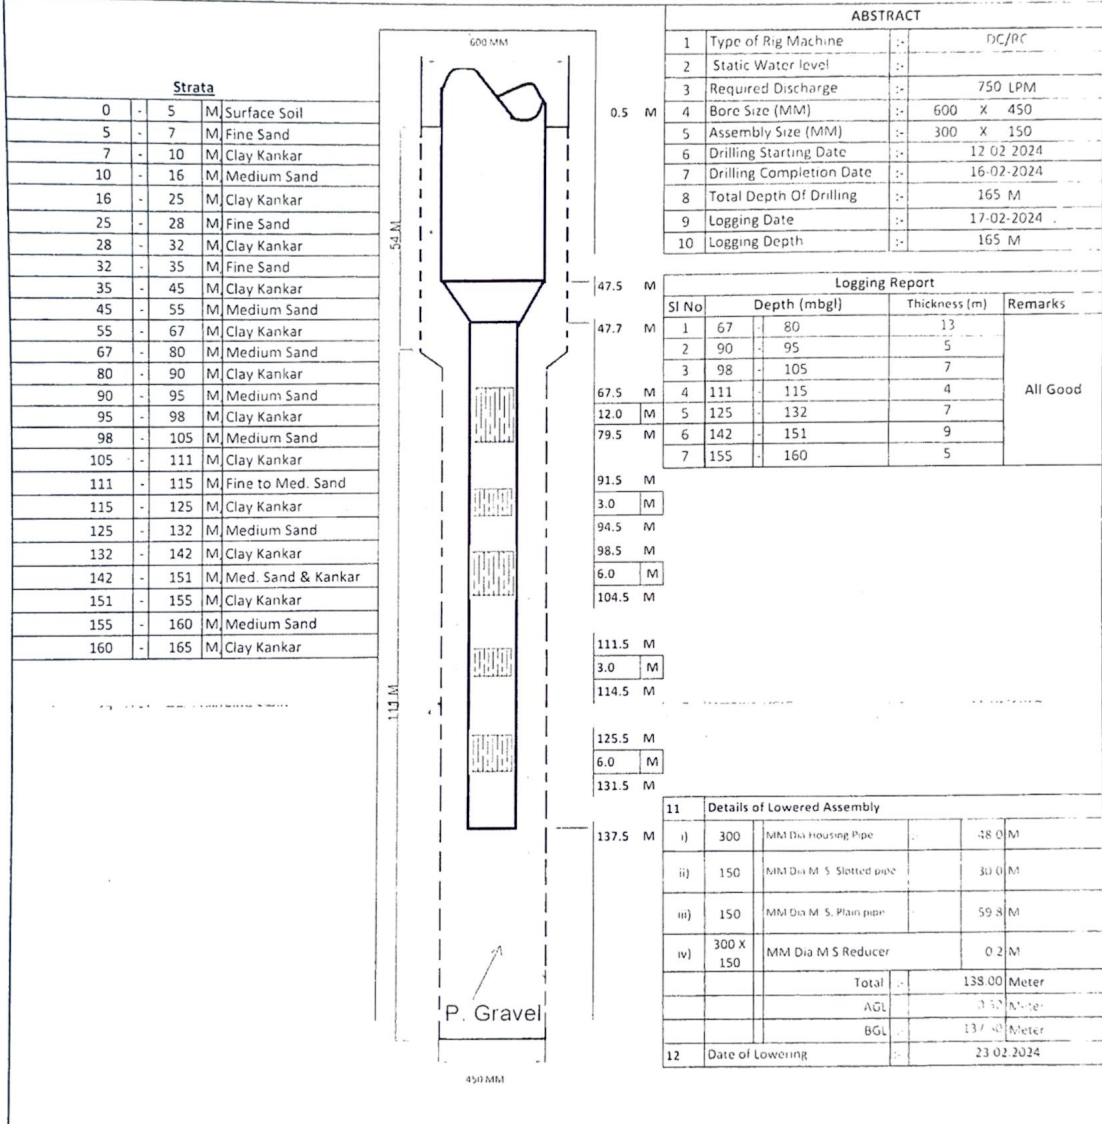 Strata
0 - 5 M, Surface Soil
5 - 7 M, Fine Sand
7 - 10 M, Clay Kankar
10 - 16 M, Medium Sand
16 - 25 M, Clay Kankar
25 - 28 M, Fine Sand
28 - 32 M, Clay Kankar
32 - 35 M, Fine Sand
35 - 45 M, Clay Kankar
45 - 55 M, Medium Sand
55 - 67 M, Clay Kankar
67 - 80 M, Medium Sand
80 - 90 M, Clay Kankar
90 - 95 M, Medium Sand
95 - 98 M, Clay Kankar
98 - 105 M, Medium Sand
105 - 111 M, Clay Kankar
111 - 115 M, Fine to Med. Sand
115 - 125 M, Clay Kankar
125 - 132 M, Medium Sand
132 - 142 M, Clay Kankar
142 - 151 M, Med. Sand & Kankar
151 - 155 M, Clay Kankar
155 - 160 M, Medium Sand
160 - 165 M, Clay Kankar
600 MM
54 M
111 M
P. Gravel
450 MM
0.5 M
47.5 M
47.7 M
67.5 M
12.0 M
79.5 M
91.5 M
3.0 M
94.5 M
98.5 M
6.0 M
104.5 M
111.5 M
3.0 M
114.5 M
125.5 M
6.0 M
131.5 M
137.5 M
ABSTRACT
1 Type of Rig Machine :- DC/RC
2 Static Water level :-
3 Required Discharge :- 750 LPM
4 Bore Size (MM) :- 600 X 450
5 Assembly Size (MM) :- 300 X 150
6 Drilling Starting Date :- 12 02 2024
7 Drilling Completion Date :- 16-02-2024
8 Total Depth Of Drilling :- 165 M
9 Logging Date :- 17-02-2024
10 Logging Depth :- 165 M
Logging Report
Sl No Depth (mbgl) Thickness (m) Remarks
1 67 - 80 13
2 90 - 95 5
3 98 - 105 7
4 111 - 115 4
5 125 - 132 7
6 142 - 151 9
7 155 - 160 5
All Good
11 Details of Lowered Assembly
i) 300 MM Dia Housing Pipe :- 48.0 M
ii) 150 MM Dia M S Slotted pipe 30.0 M
iii) 150 MM Dia M S. Plain pipe 59.8 M
iv) 300 X 150 MM Dia M S Reducer 0.2 M
Total :- 138.00 Meter
AGL Meter
BGL Meter
12 Date of Lowering :- 23 02.2024